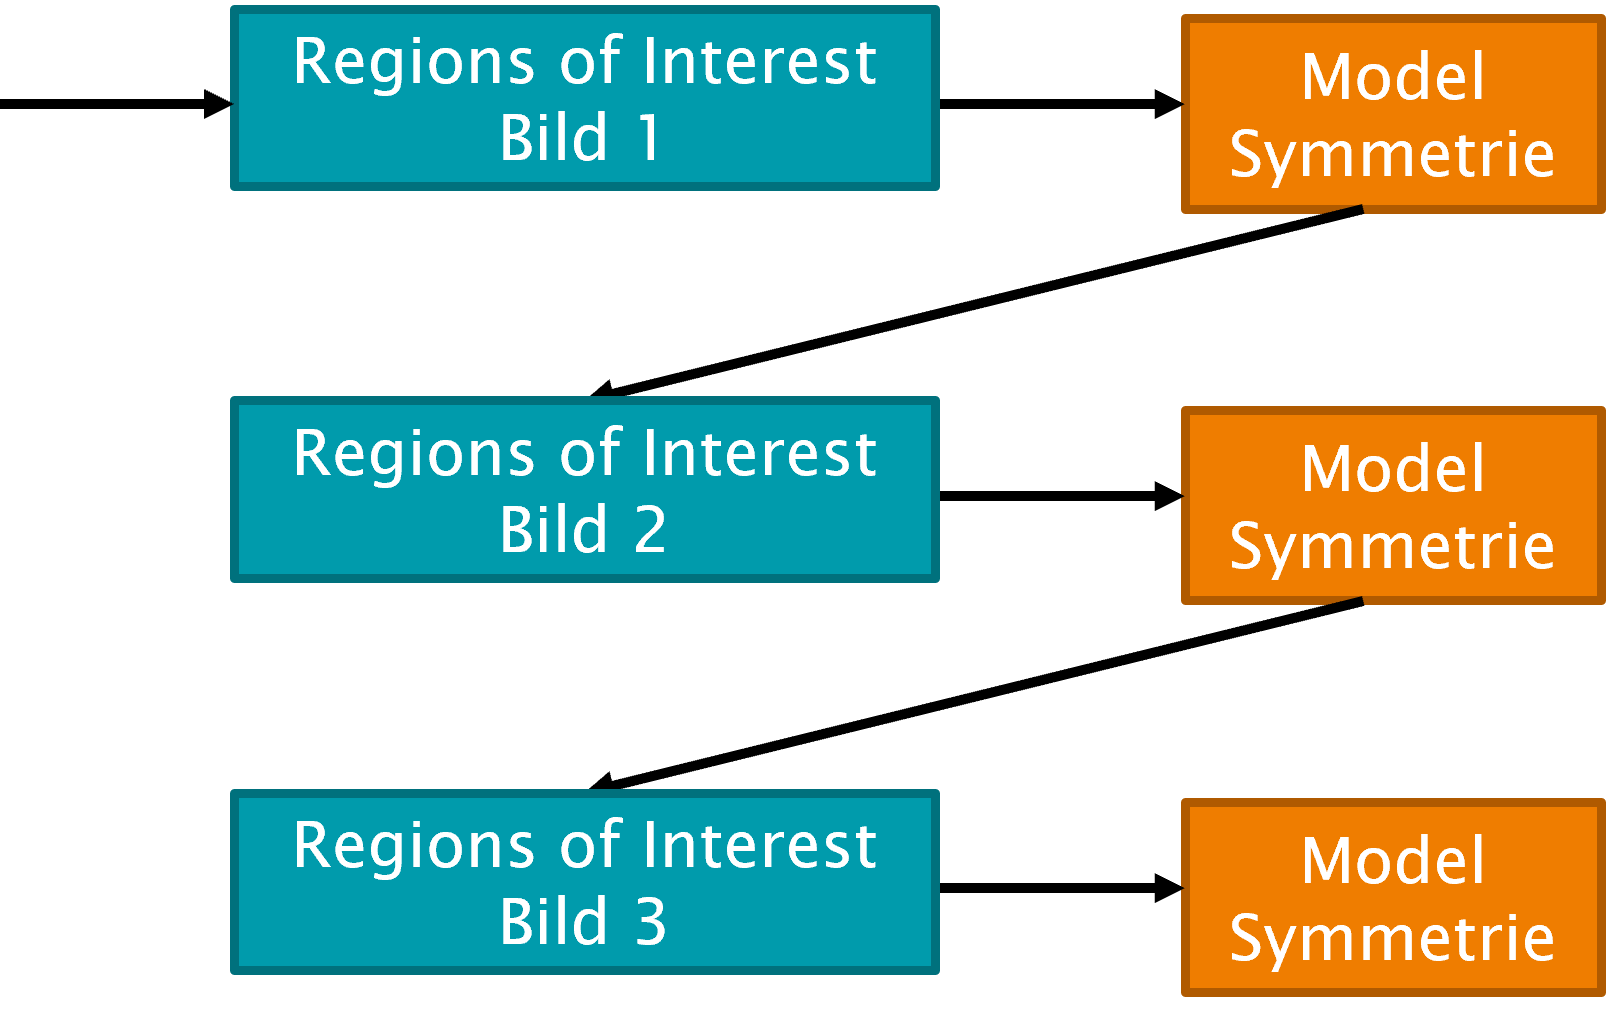 Regions of Interest
Bild 1
Model
Symmetrie
Regions of Interest
Bild 2
Model
Symmetrie
Regions of Interest
Bild 3
Model
Symmetrie